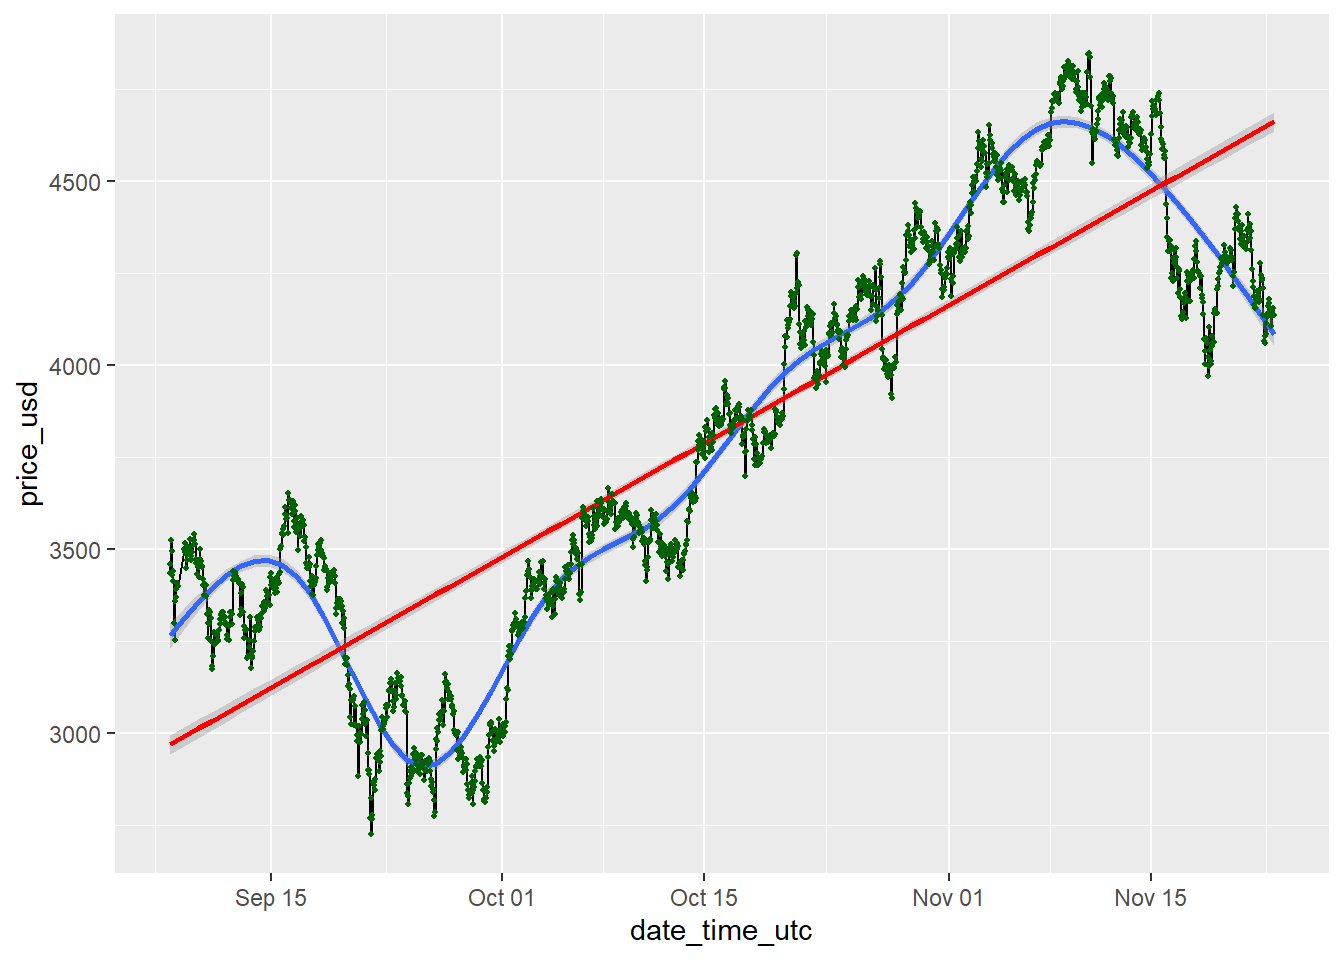 4500
4000
3500
3000
price_usd
Sep 15
Oct 01
Oct 15
Nov 01
Nov 15
date_time_utc